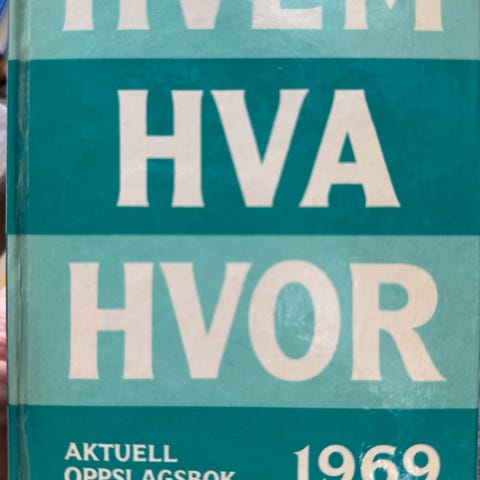 HVEM
HVA
HVOR
AKTUELL
OPPSLAGSBOK
1969